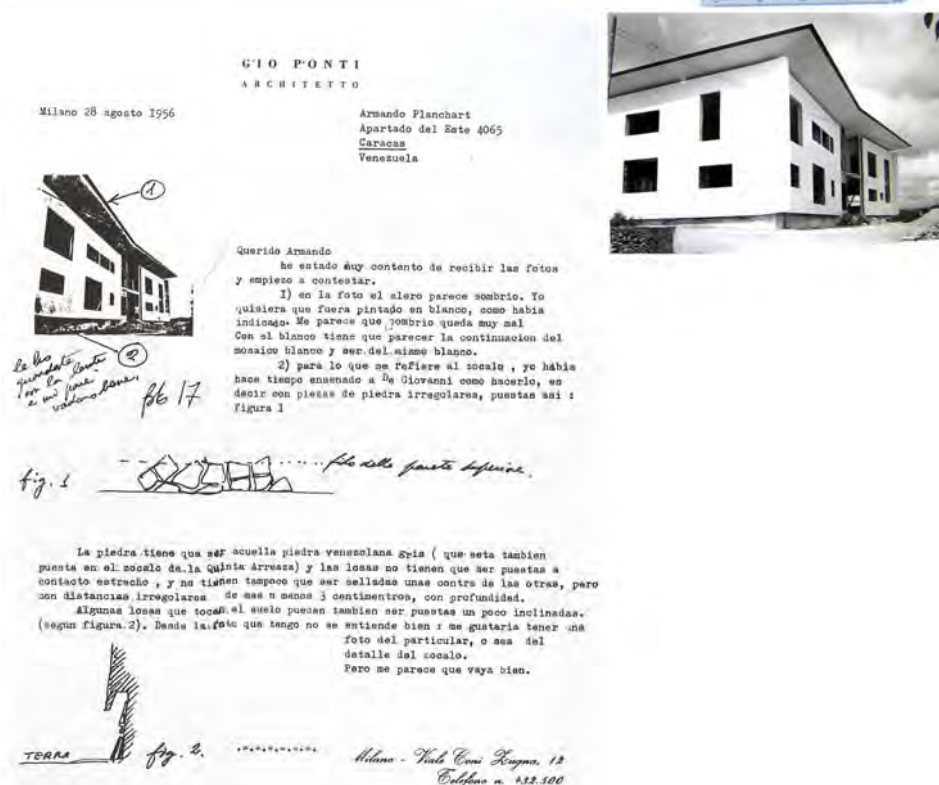 GIO PONTI
ARCHITETTO
Milano 28 agosto 1956
Armando Planchart
Apartado del Este 4065
Caracas
Venezuela
1
2
foto 17
Querido Armando
he estado muy contento de recibir las fotos
y empiezo a contestar.
1) en la foto el alero parece sombrio. Yo
quisiera que fuera pintado en blanco, como habia
indicado. Me parece que sombrio queda muy mal
Con el blanco tiene que parecer la continuacion del
mosaico blanco y ser del mismo blanco.
2) para lo que se refiere al socalo , yo habia
hace tiempo ensenado a De Giovanni como hacerlo, es
decir con piezas de piedra irregolares, puestas asi :
figura 1
fig. 1
filo della parete superiore.
La piedra tiene que ser acuella piedra venezolana gris ( que seta tambien
puesta en el socalo de la Quinta Arreaza) y las losas no tienen que ser puestas a
contacto estrecho , y no tienen tampoco que ser selladas unas contra de las otras, pero
con distancias irregolares de mas o menos 3 centimentros, con profundidad.
Algunas losas que tocan el suelo pueden tambien ser puestas un poco inclinadas.
(segun figura 2). Desde la foto que tengo no se entiende bien : me gustaria tener una
foto del particular, o sea del
detalle del socalo.
Pero me parece que vaya bien.
TERRA
fig. 2.
Milano - Viale Coni Zugna, 12
Telefono n. 432.500